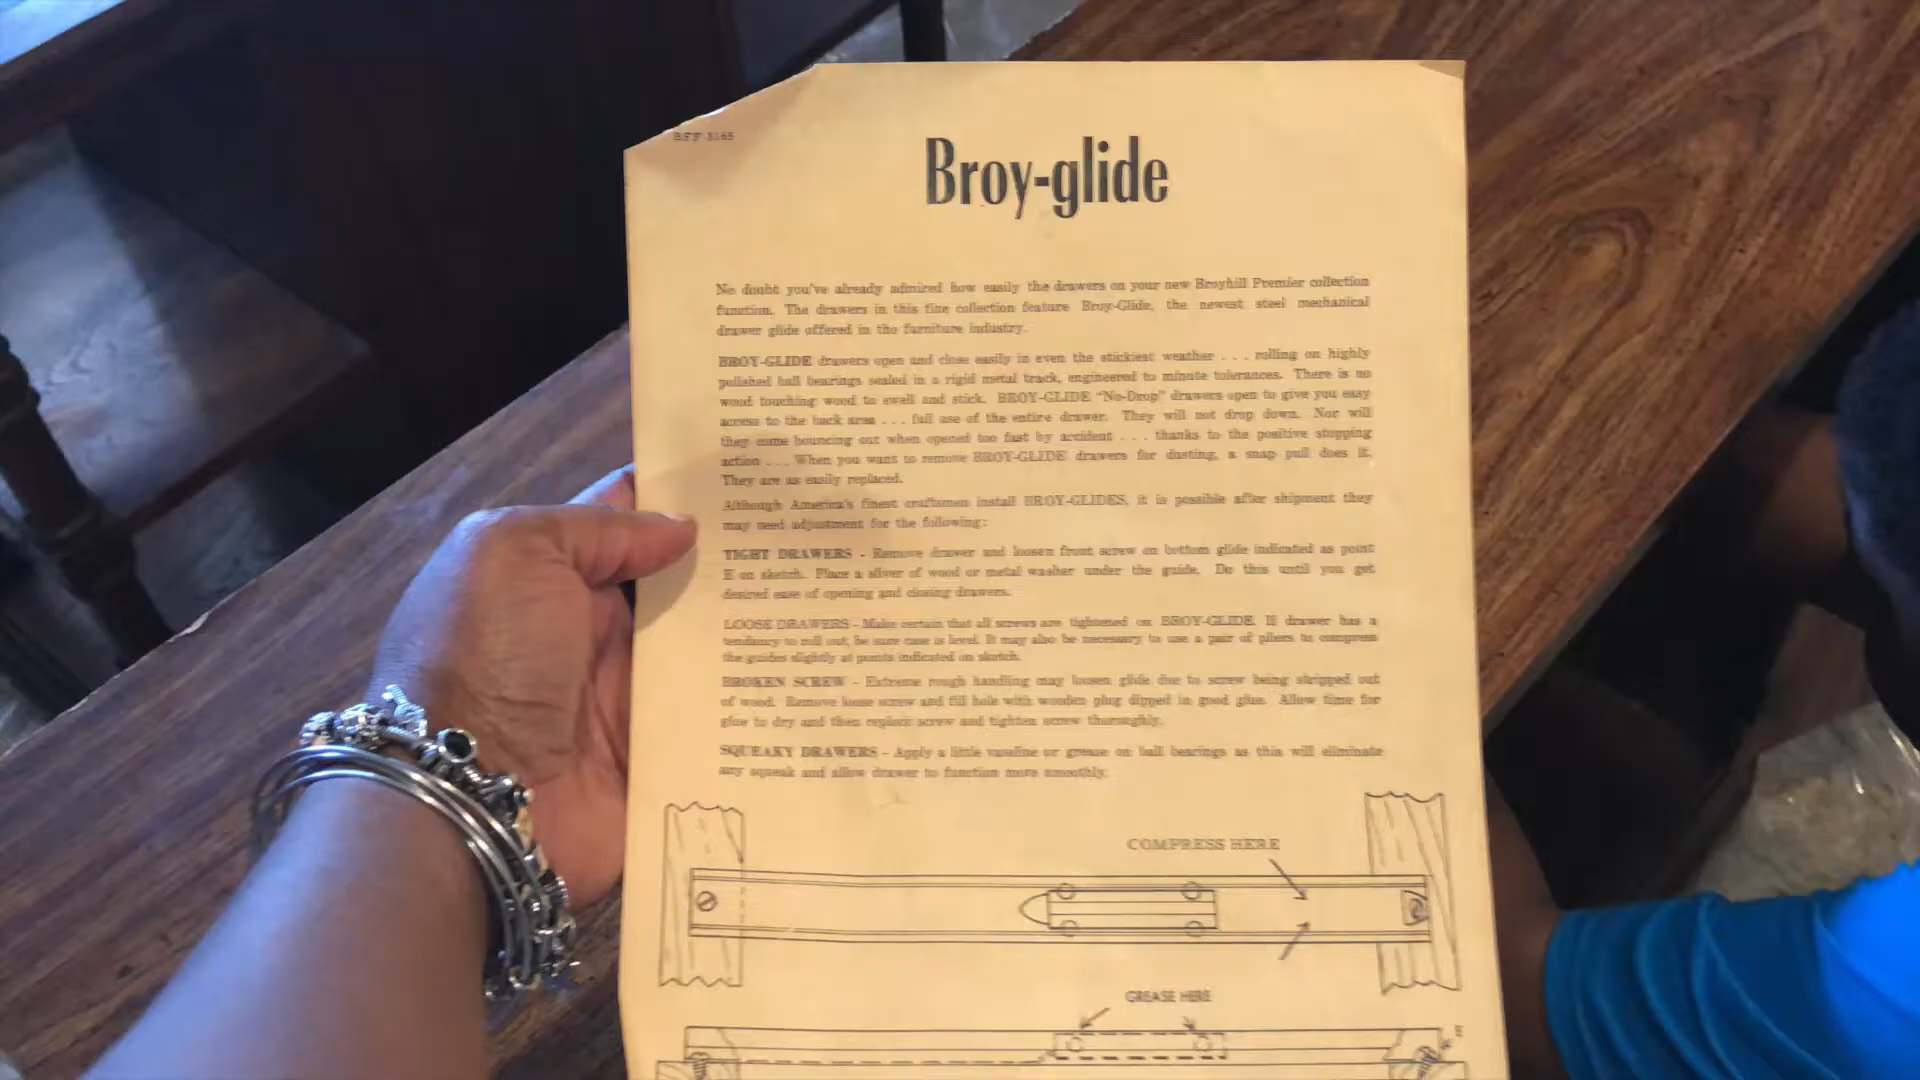 BFF 3165
Broy-glide
No doubt you've already admired how easily the drawers on your new Broyhill Premier collection
function. The drawers in this fine collection feature Broy-Glide, the newest steel mechanical
drawer glide offered in the furniture industry.
BROY-GLIDE drawers open and close easily in even the stickiest weather . . . rolling on highly
polished ball bearings sealed in a rigid metal track, engineered to minute tolerances. There is no
wood touching wood to swell and stick. BROY-GLIDE "No-Drop" drawers open to give you easy
access to the back area . . . full use of the entire drawer. They will not drop down. Nor will
they come bouncing out when opened too fast by accident . . . thanks to the positive stopping
action . . . When you want to remove BROY-GLIDE drawers for dusting, a snap pull does it.
They are as easily replaced.
Although America's finest craftsmen install BROY-GLIDES, it is possible after shipment they
may need adjustment for the following:
TIGHT DRAWERS - Remove drawer and loosen front screw on bottom glide indicated as point
E on sketch. Place a sliver of wood or metal washer under the guide. Do this until you get
desired ease of opening and closing drawers.
LOOSE DRAWERS - Make certain that all screws are tightened on BROY-GLIDE. If drawer has a
tendency to roll out, be sure case is level. It may also be necessary to use a pair of pliers to compress
the guides slightly at points indicated on sketch.
BROKEN SCREW - Extreme rough handling may loosen glide due to screw being stripped out
of wood. Remove loose screw and fill hole with wooden plug dipped in good glue. Allow time for
glue to dry and then replace screw and tighten screw thoroughly.
SQUEAKY DRAWERS - Apply a little vaseline or grease on ball bearings as this will eliminate
any squeak and allow drawer to function more smoothly.
COMPRESS HERE
GREASE HERE
E